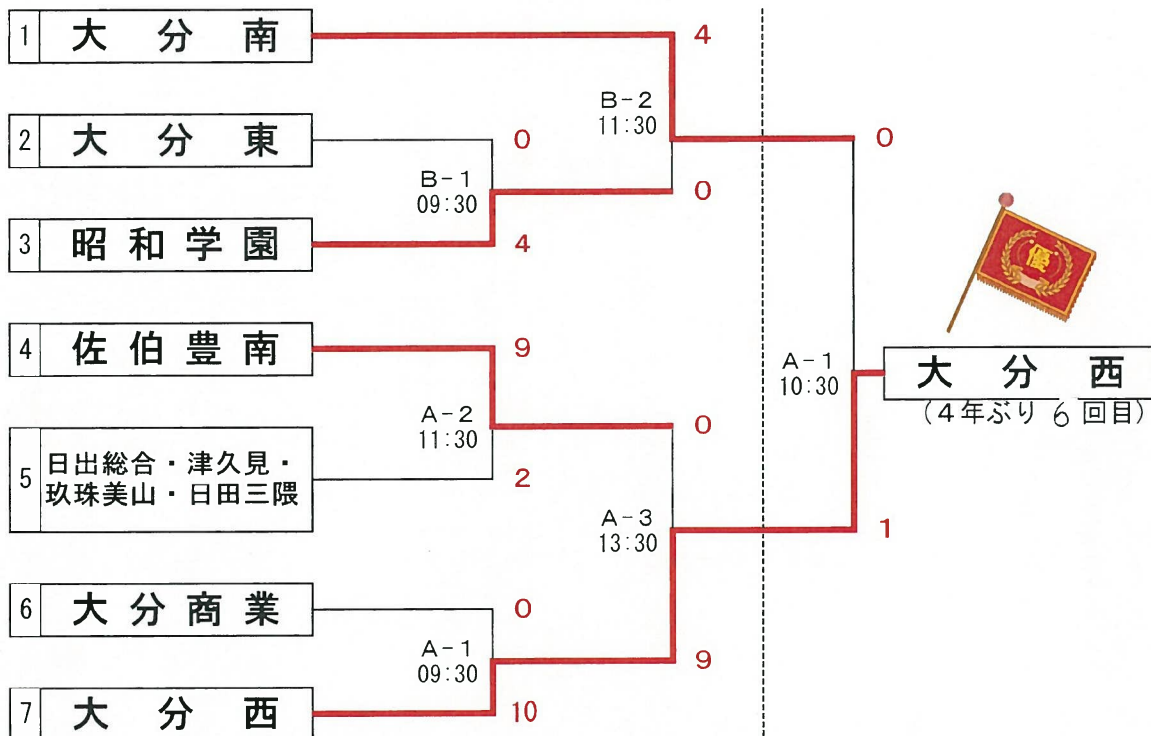 1 大分南
4
B-2
11:30
2 大分東
0
0
B-1
09:30
0
3 昭和学園
4
優
4 佐伯豊南
9
A-1
10:30
大分西
(4年ぶり 6 回目)
A-2
11:30
0
5 日出総合・津久見・
玖珠美山・日田三隈
2
A-3
13:30
1
6 大分商業
0
A-1
09:30
9
7 大分西
10